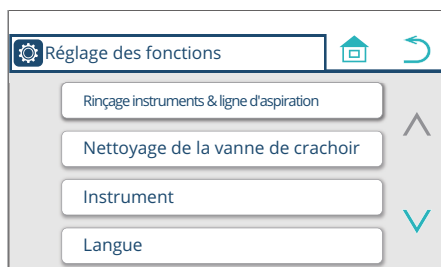 Réglage des fonctions
Rinçage instruments & ligne d'aspiration
Nettoyage de la vanne de crachoir
Instrument
Langue